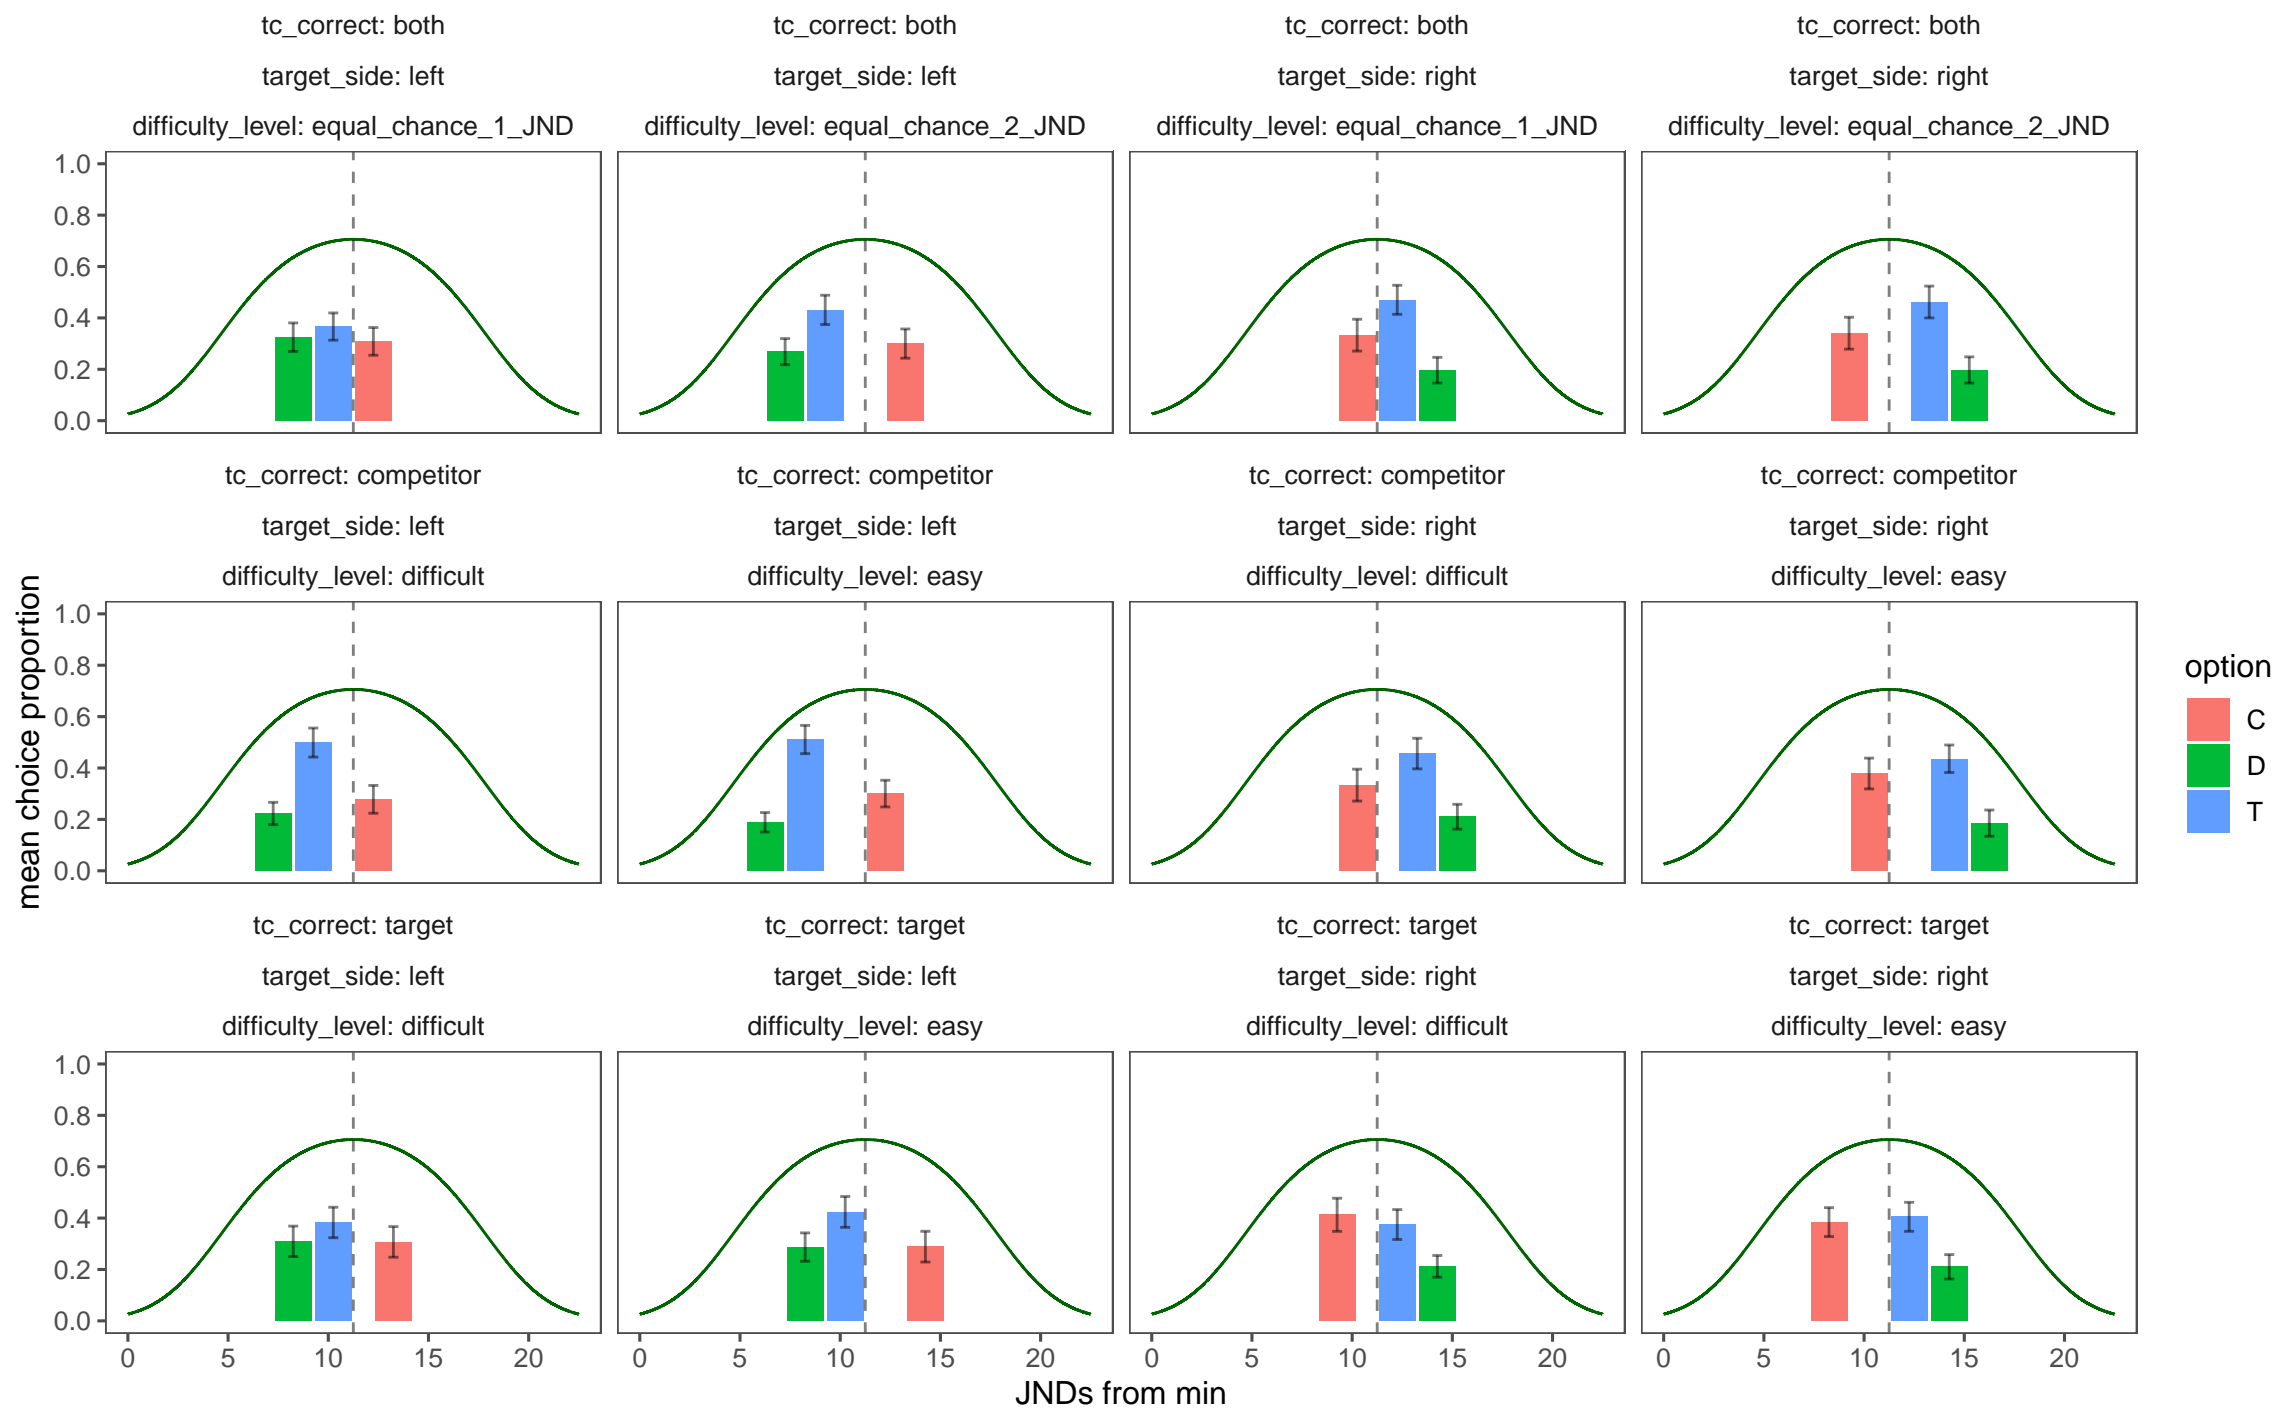 tc_correct: both
tc_correct: both
tc_correct: both
tc_correct: both
target_side: left
target_side: left
target_side: right
target_side: right
difficulty_level: equal_chance_1_JND
difficulty_level: equal_chance_2_JND
difficulty_level: equal_chance_1_JND
difficulty_level: equal_chance_2_JND
1.0
0.8
0.6
0.4
0.2
0.0
tc_correct: competitor
tc_correct: competitor
tc_correct: competitor
tc_correct: competitor
target_side: left
target_side: left
target_side: right
target_side: right
difficulty_level: difficult
difficulty_level: easy
difficulty_level: difficult
difficulty_level: easy
1.0
0.8
0.6
0.4
0.2
0.0
mean choice proportion
option
C
D
T
tc_correct: target
tc_correct: target
tc_correct: target
tc_correct: target
target_side: left
target_side: left
target_side: right
target_side: right
difficulty_level: difficult
difficulty_level: easy
difficulty_level: difficult
difficulty_level: easy
1.0
0.8
0.6
0.4
0.2
0.0
0 5 10 15 20
0 5 10 15 20
0 5 10 15 20
0 5 10 15 20
JNDs from min